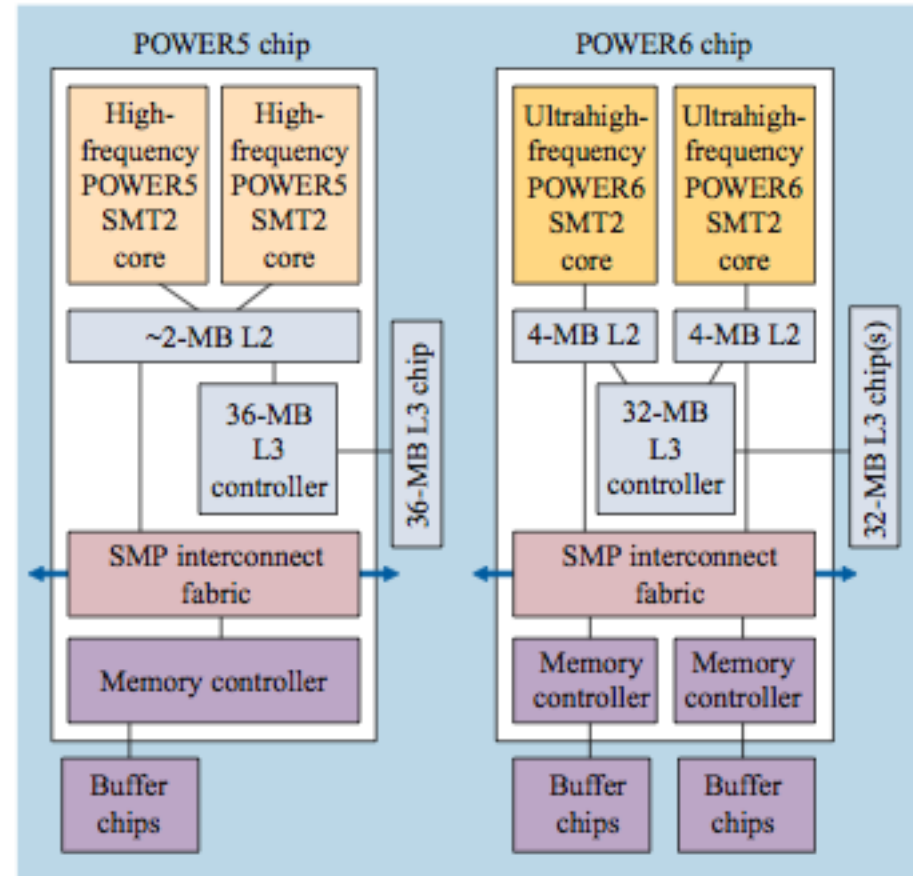 POWER5 chip
High-
frequency
POWER5
SMT2
core
High-
frequency
POWER5
SMT2
core
~2-MB L2
36-MB
L3
controller
36-MB L3 chip
SMP interconnect
fabric
Memory controller
Buffer
chips
POWER6 chip
Ultrahigh-
frequency
POWER6
SMT2
core
Ultrahigh-
frequency
POWER6
SMT2
core
4-MB L2
4-MB L2
32-MB
L3
controller
32-MB L3 chip(s)
SMP interconnect
fabric
Memory
controller
Memory
controller
Buffer
chips
Buffer
chips